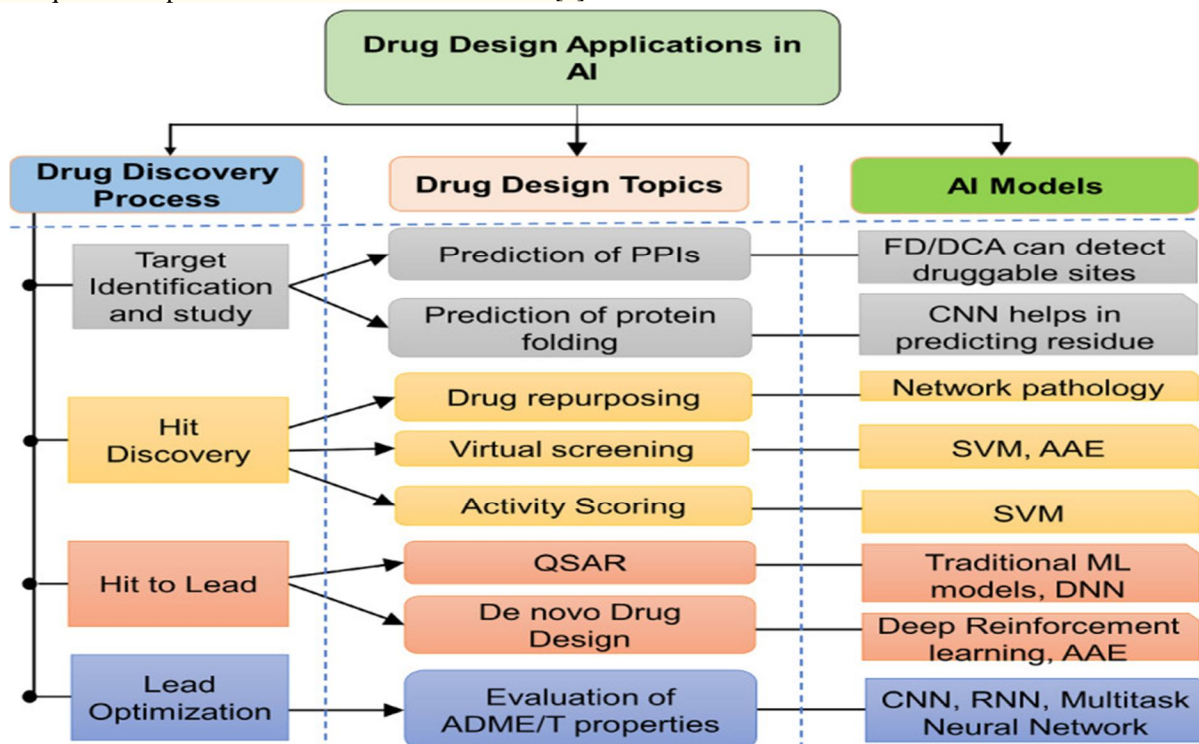 Drug Design Applications in
AI
Drug Discovery
Process
Drug Design Topics
AI Models
Target
Identification
and study
Prediction of PPIs
FD/DCA can detect
druggable sites
Prediction of protein
folding
CNN helps in
predicting residue
Hit
Discovery
Drug repurposing
Network pathology
Virtual screening
SVM, AAE
Activity Scoring
SVM
Hit to Lead
QSAR
Traditional ML
models, DNN
De novo Drug
Design
Deep Reinforcement
learning, AAE
Lead
Optimization
Evaluation of
ADME/T properties
CNN, RNN, Multitask
Neural Network